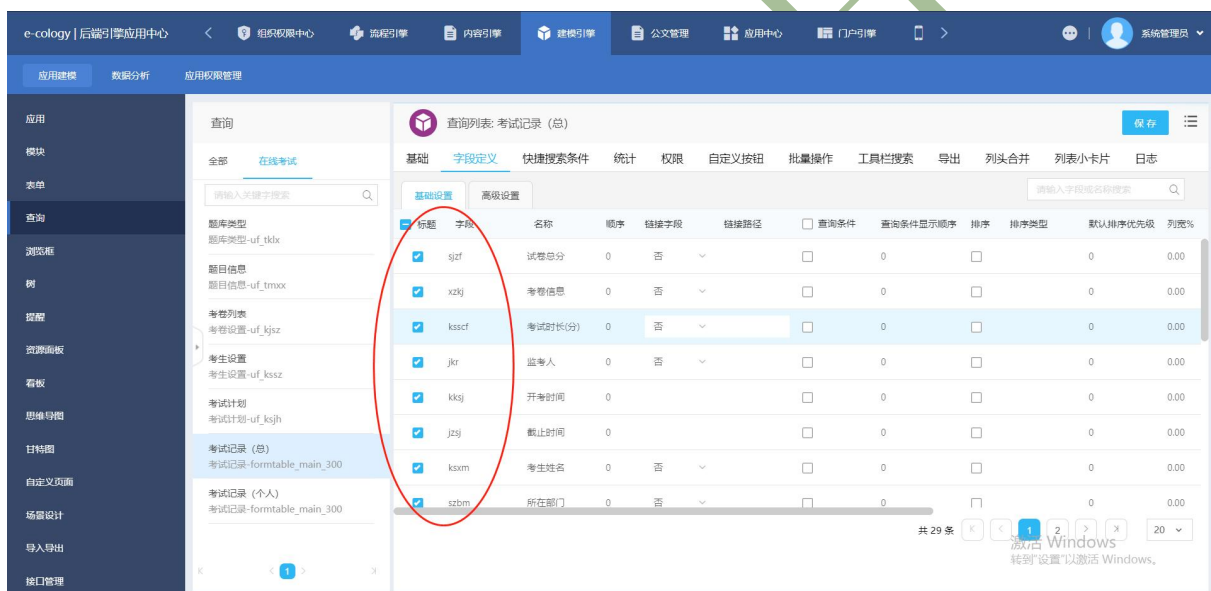 e-cology | 后端引擎应用中心 组织权限中心 流程引擎 内容引擎 建模引擎 公文管理 应用中心 门户引擎 系统管理员
应用建模 数据分析 应用权限管理
应用
模块
表单
查询
浏览框
树
提醒
资源面板
看板
思维导图
甘特图
自定义页面
场景设计
导入导出
接口管理
查询
全部 在线考试
请输入关键字搜索
题库类型
题库类型-uf_tklx
题目信息
题目信息-uf_tmxx
考卷列表
考卷设置-uf_kjsz
考生设置
考生设置-uf_kssz
考试计划
考试计划-uf_ksjh
考试记录 (总)
考试记录-formtable_main_300
考试记录 (个人)
考试记录-formtable_main_300
1
查询列表: 考试记录 (总) 保存
基础 字段定义 快捷搜索条件 统计 权限 自定义按钮 批量操作 工具栏搜索 导出 列头合并 列表小卡片 日志
基础设置 高级设置 请输入字段或名称搜索
标题 字段 名称 顺序 链接字段 链接路径 查询条件 查询条件显示顺序 排序 排序类型 默认排序优先级 列宽%
sjzf 试卷总分 0 否 0 0 0.00
xzkj 考卷信息 0 否 0 0 0.00
ksscf 考试时长(分) 0 否 0 0 0.00
jkr 监考人 0 否 0 0 0.00
kksj 开考时间 0 0 0 0.00
jzsj 截止时间 0 0 0 0.00
ksxm 考生姓名 0 否 0 0 0.00
szbm 所在部门 0 否 0 0 0.00
共 29 条 1 2 20
激活 Windows
转到"设置"以激活 Windows。